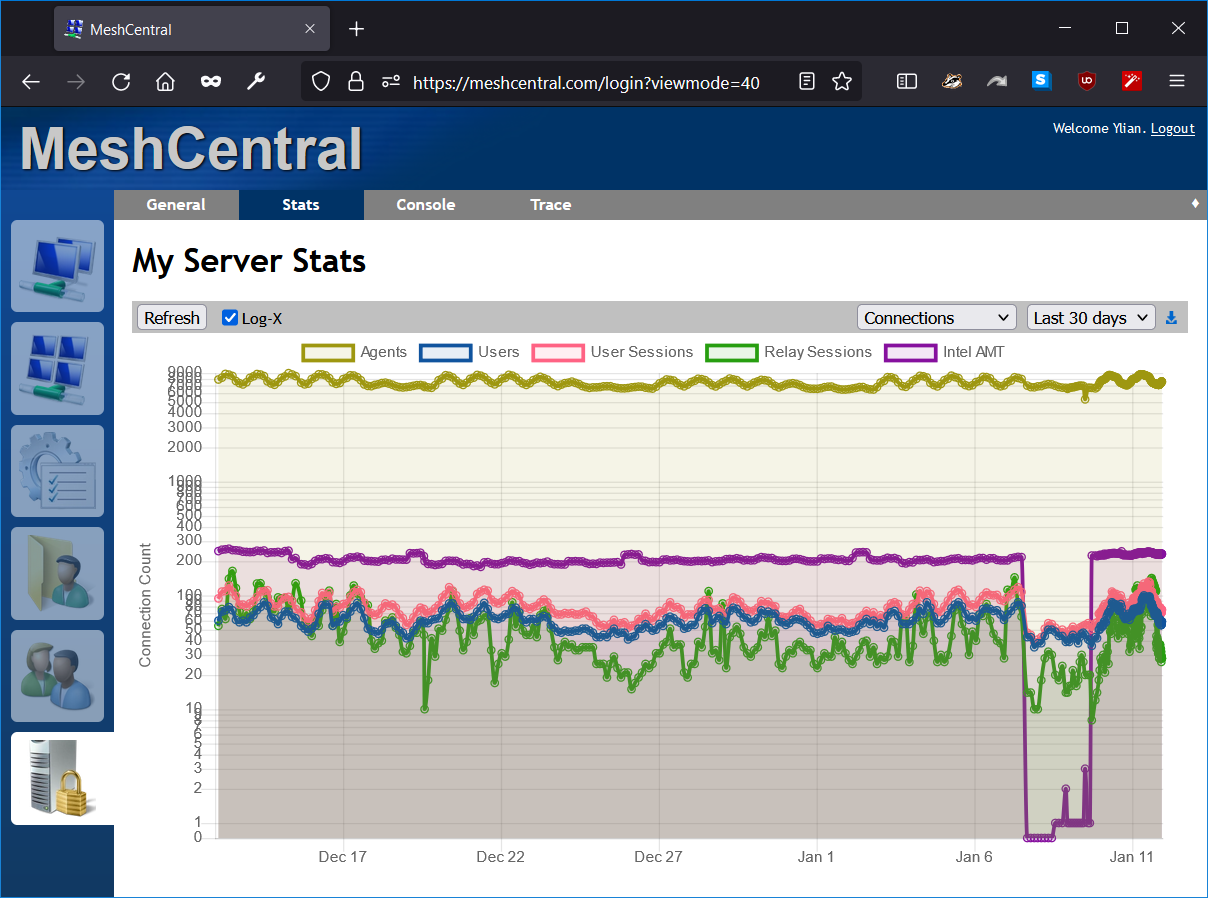 MeshCentral
https://meshcentral.com/login?viewmode=40
MeshCentral
Welcome Ylian. Logout
General Stats Console Trace
My Server Stats
Refresh Log-X Connections Last 30 days
Agents Users User Sessions Relay Sessions Intel AMT
9000
5000
4000
3000
2000
1000
500
400
300
200
100
60
50
40
30
20
10
9
8
7
6
5
4
3
2
1
0
Connection Count
Dec 17 Dec 22 Dec 27 Jan 1 Jan 6 Jan 11